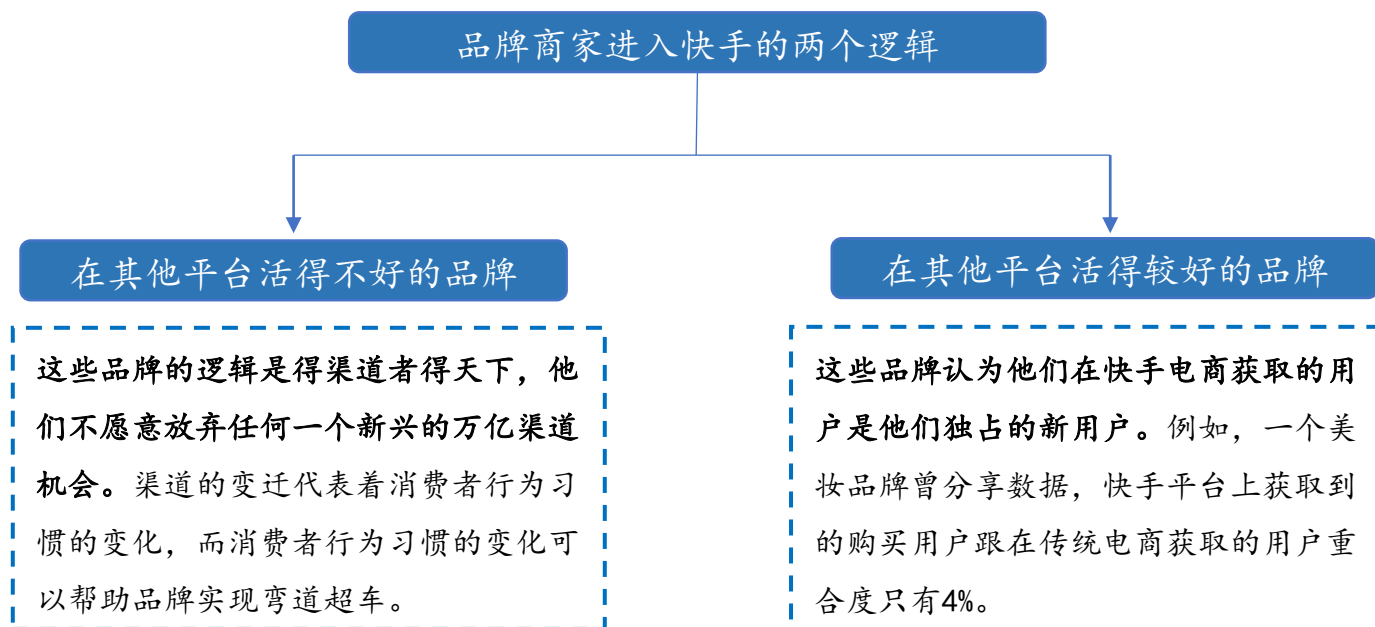 品牌商家进入快手的两个逻辑
在其他平台活得不好的品牌
这些品牌的逻辑是得渠道者得天下，他
们不愿意放弃任何一个新兴的万亿渠道
机会。渠道的变迁代表着消费者行为习
惯的变化，而消费者行为习惯的变化可
以帮助品牌实现弯道超车。
在其他平台活得较好的品牌
这些品牌认为他们在快手电商获取的用
户是他们独占的新用户。例如，一个美
妆品牌曾分享数据，快手平台上获取到
的购买用户跟在传统电商获取的用户重
合度只有4%。